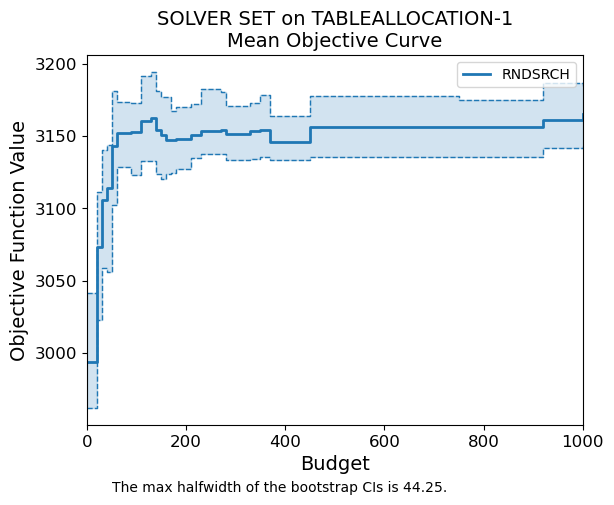 SOLVER SET on TABLEALLOCATION-1
Mean Objective Curve
RNDSRCH
Objective Function Value
3200
3150
3100
3050
3000
0 200 400 600 800 1000
Budget
The max halfwidth of the bootstrap CIs is 44.25.